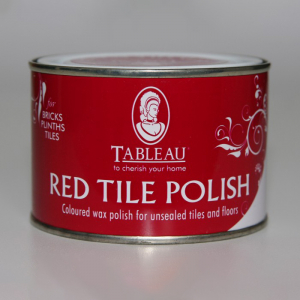 for
BRICKS
PLINTHS
TILES
TABLEAU
to cherish your home
RED TILE POLISH
Coloured wax polish for unsealed tiles and floors